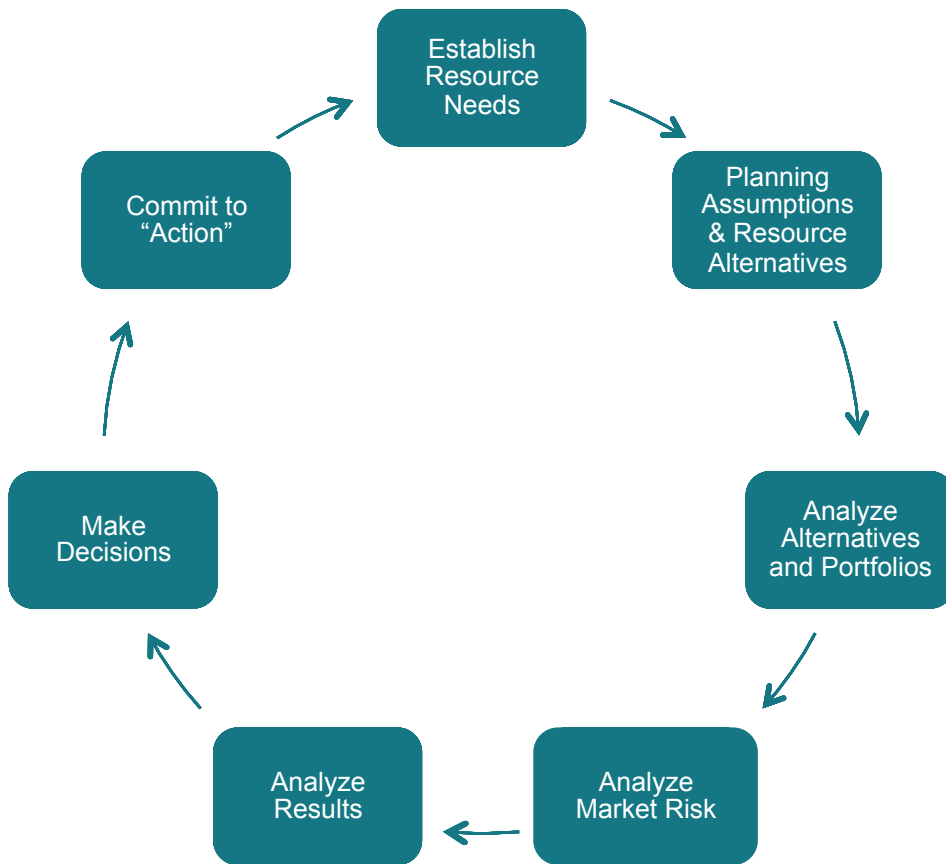 Establish
Resource
Needs
Planning
Assumptions
& Resource
Alternatives
Analyze
Alternatives
and Portfolios
Analyze
Market Risk
Analyze
Results
Make
Decisions
Commit to
“Action”